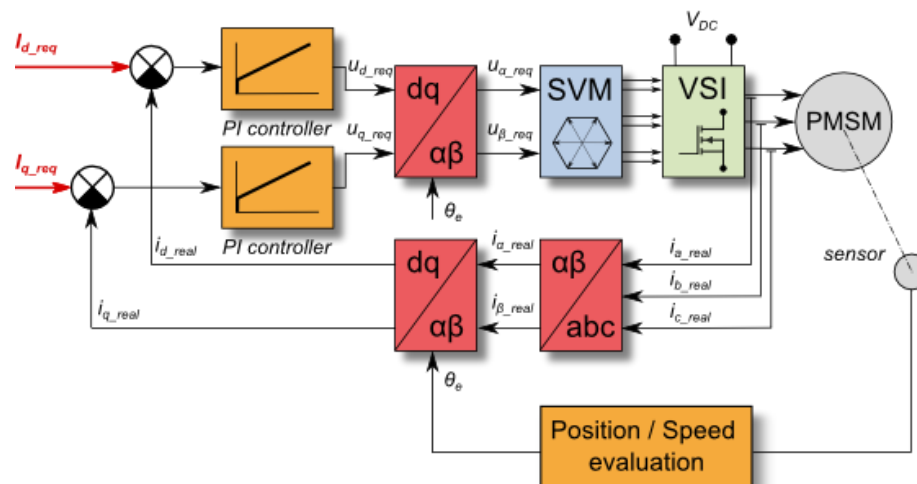 I_d_req
V_DC
u_d_req
u_α_req
dq
αβ
SVM
VSI
PMSM
PI controller
u_q_req
u_β_req
I_q_req
θ_e
PI controller
i_d_real
i_α_real
i_a_real
sensor
dq
αβ
αβ
abc
i_b_real
i_q_real
i_β_real
i_c_real
θ_e
Position / Speed
evaluation